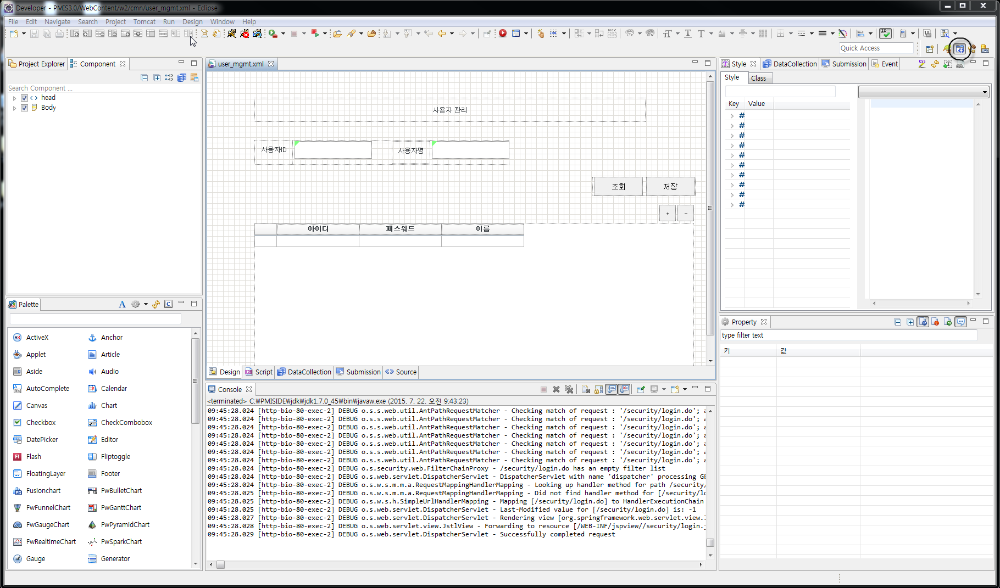 Developer - PMIS3.0/WebContent/w2/cmn/user_mgmt.xml - Eclipse
File Edit Navigate Search Project Tomcat Run Design Window Help
Quick Access
Project Explorer Component
Search Component ...
head
Body
Palette
ActiveX Anchor
Applet Article
Aside Audio
AutoComplete Calendar
Canvas Chart
Checkbox CheckCombobox
DatePicker Editor
Flash Fliptoggle
FloatingLayer Footer
Fusionchart FwBulletChart
FwFunnelChart FwGanttChart
FwGaugeChart FwPyramidChart
FwRealtimeChart FwSparkChart
Gauge Generator
user_mgmt.xml
사용자 관리
사용자ID 사용자명
조회 저장
+ -
아이디 패스워드 이름
Design Script DataCollection Submission Source
Console
<terminated> C:₩PMISIDE₩jdk₩jdk1.7.0_45₩bin₩javaw.exe (2015. 7. 22. 오전 9:43:23)
09:45:28.024 [http-bio-80-exec-2] DEBUG o.s.s.web.util.AntPathRequestMatcher - Checking match of request : '/security/login.do'; a
09:45:28.024 [http-bio-80-exec-2] DEBUG o.s.s.web.util.AntPathRequestMatcher - Checking match of request : '/security/login.do'; a
09:45:28.024 [http-bio-80-exec-2] DEBUG o.s.s.web.util.AntPathRequestMatcher - Checking match of request : '/security/login.do'; a
09:45:28.024 [http-bio-80-exec-2] DEBUG o.s.s.web.util.AntPathRequestMatcher - Checking match of request : '/security/login.do'; a
09:45:28.024 [http-bio-80-exec-2] DEBUG o.s.s.web.util.AntPathRequestMatcher - Checking match of request : '/security/login.do'; a
09:45:28.024 [http-bio-80-exec-2] DEBUG o.s.s.web.util.AntPathRequestMatcher - Checking match of request : '/security/login.do'; a
09:45:28.024 [http-bio-80-exec-2] DEBUG o.s.s.web.util.AntPathRequestMatcher - Checking match of request : '/security/login.do'; a
09:45:28.024 [http-bio-80-exec-2] DEBUG o.s.security.web.FilterChainProxy - /security/login.do has an empty filter list
09:45:28.024 [http-bio-80-exec-2] DEBUG o.s.web.servlet.DispatcherServlet - DispatcherServlet with name 'dispatcher' processing GE
09:45:28.024 [http-bio-80-exec-2] DEBUG o.s.w.s.m.m.a.RequestMappingHandlerMapping - Looking up handler method for path /security/
09:45:28.025 [http-bio-80-exec-2] DEBUG o.s.w.s.m.m.a.RequestMappingHandlerMapping - Did not find handler method for [/security/lo
09:45:28.025 [http-bio-80-exec-2] DEBUG o.s.w.s.h.SimpleUrlHandlerMapping - Mapping [/security/login.do] to HandlerExecutionChain
09:45:28.025 [http-bio-80-exec-2] DEBUG o.s.web.servlet.DispatcherServlet - Last-Modified value for [/security/login.do] is: -1
09:45:28.027 [http-bio-80-exec-2] DEBUG o.s.web.servlet.DispatcherServlet - Rendering view [org.springframework.web.servlet.view.J
09:45:28.028 [http-bio-80-exec-2] DEBUG o.s.web.servlet.view.JstlView - Forwarding to resource [/WEB-INF/jspview//security/login.j
09:45:28.029 [http-bio-80-exec-2] DEBUG o.s.web.servlet.DispatcherServlet - Successfully completed request
Style DataCollection Submission Event
Style Class
Key Value
#
#
#
#
#
#
#
#
#
#
Property
type filter text
키 값